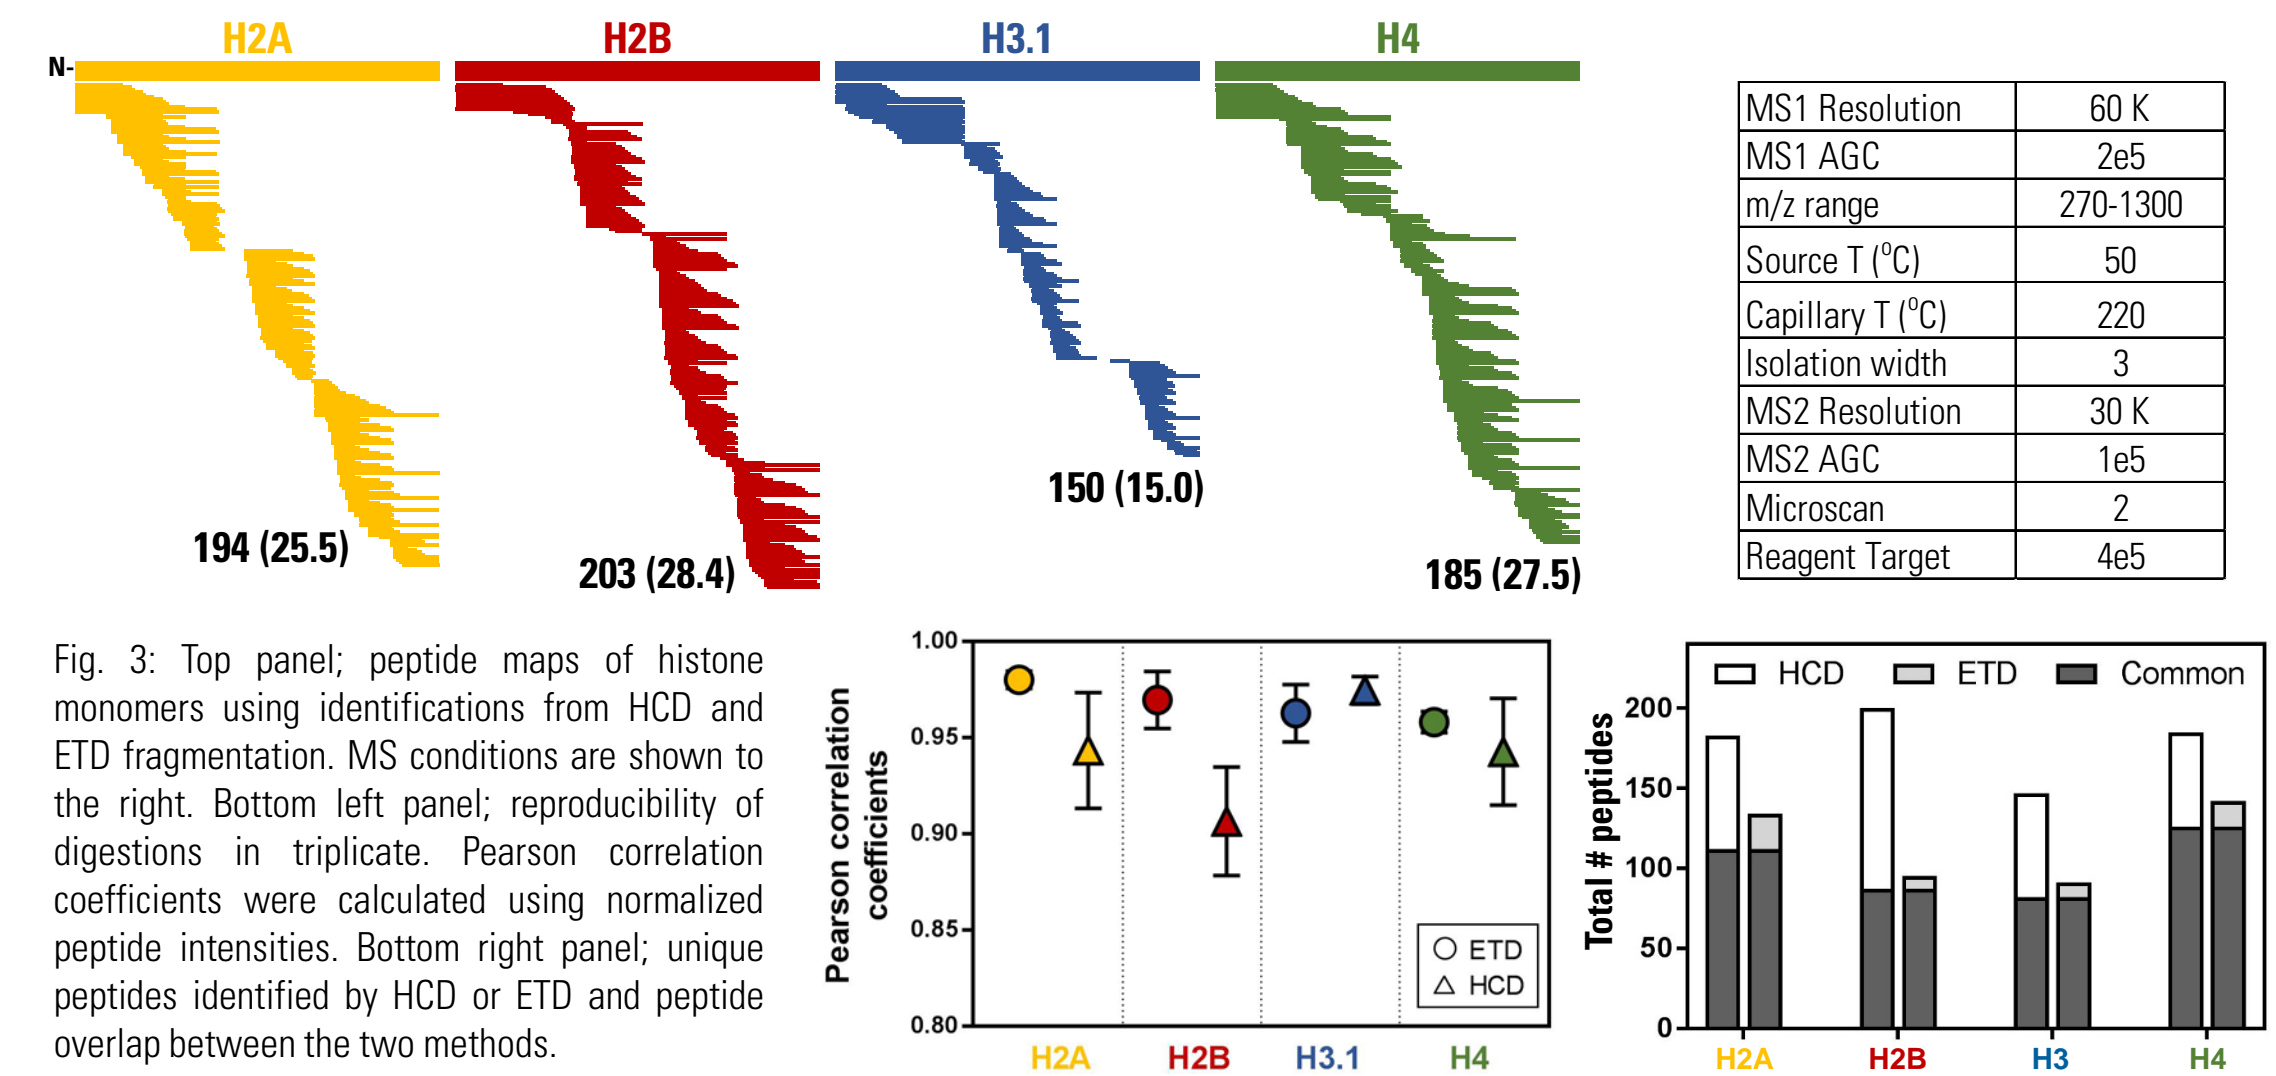 H2A
H2B
H3.1
H4
N-
194 (25.5)
203 (28.4)
150 (15.0)
185 (27.5)
MS1 Resolution 60 K
MS1 AGC 2e5
m/z range 270-1300
Source T (⁰C) 50
Capillary T (⁰C) 220
Isolation width 3
MS2 Resolution 30 K
MS2 AGC 1e5
Microscan 2
Reagent Target 4e5
Fig. 3: Top panel; peptide maps of histone
monomers using identifications from HCD and
ETD fragmentation. MS conditions are shown to
the right. Bottom left panel; reproducibility of
digestions in triplicate. Pearson correlation
coefficients were calculated using normalized
peptide intensities. Bottom right panel; unique
peptides identified by HCD or ETD and peptide
overlap between the two methods.
Pearson correlation
coefficients
1.00
0.95
0.90
0.85
0.80
ETD
HCD
H2A
H2B
H3.1
H4
Total # peptides
HCD
ETD
Common
200
150
100
50
0
H2A
H2B
H3
H4